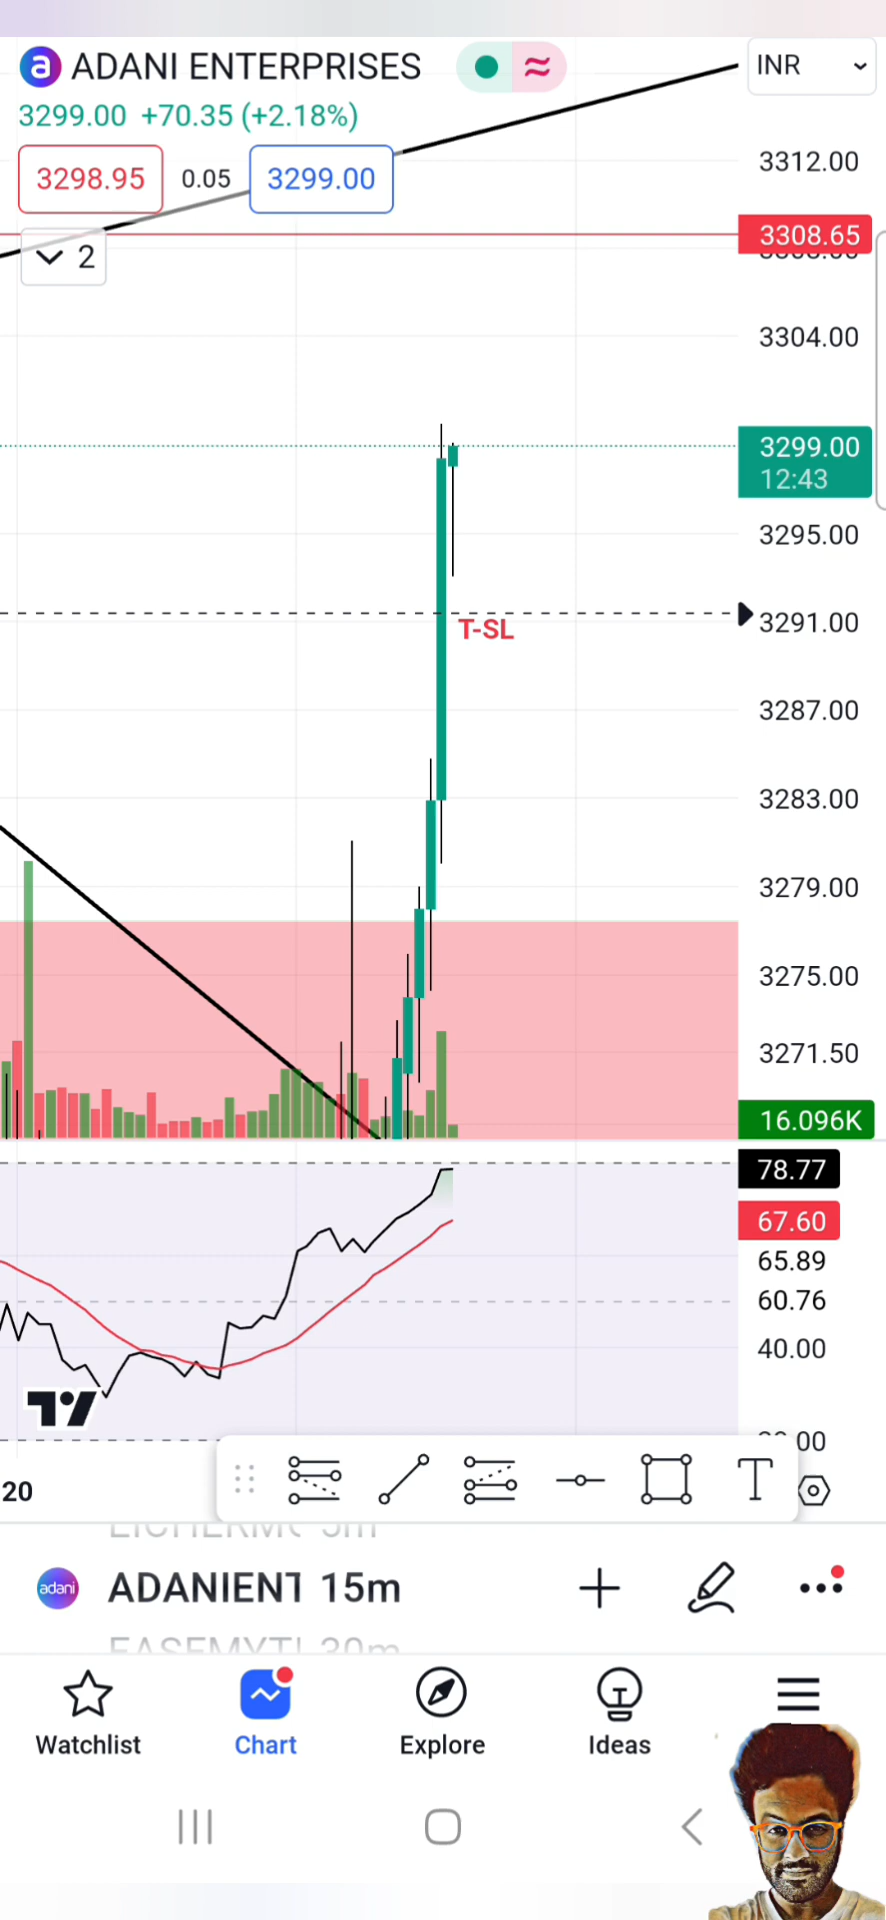 ADANI ENTERPRISES
INR
3299.00 +70.35 (+2.18%)
3298.95 0.05 3299.00
3312.00
3308.65
2
3304.00
3299.00
12:43
3295.00
T-SL
3291.00
3287.00
3283.00
3279.00
3275.00
3271.50
16.096K
78.77
67.60
65.89
60.76
40.00
20
T
adani ADANIENT 15m
Watchlist
Chart
Explore
Ideas